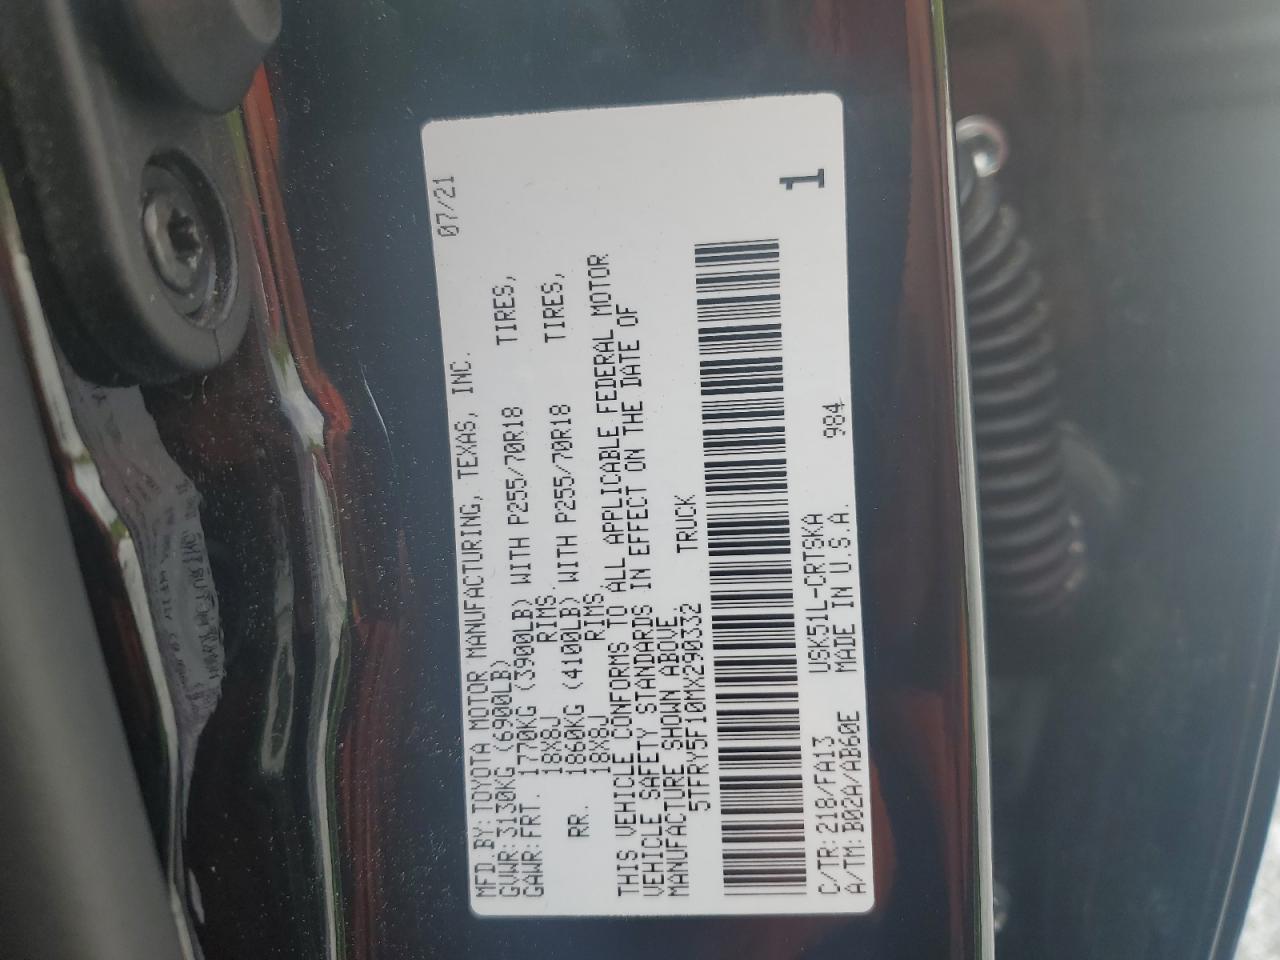 MFD.BY:TOYOTA MOTOR MANUFACTURING, TEXAS, INC. 07/21
GVWR:3130KG (6900LB)
GAWR:FRT. 1770KG (3900LB) WITH P255/70R18 TIRES,
18X8J RIMS,
RR. 1860KG (4100LB) WITH P255/70R18 TIRES,
18X8J RIMS
THIS VEHICLE CONFORMS TO ALL APPLICABLE FEDERAL MOTOR
VEHICLE SAFETY STANDARDS IN EFFECT ON THE DATE OF
MANUFACTURE SHOWN ABOVE.
5TFRY5F10MX290332 TRUCK
1
C/TR:218/FA13 USK51L-CRTSKA 984
A/TM:B02A/AB60E MADE IN U.S.A.